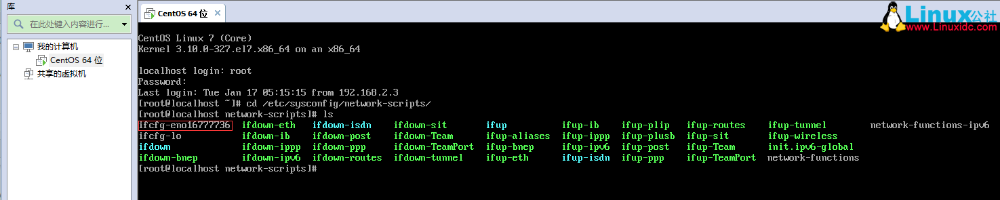 库
在此处键入内容进行...
我的计算机
CentOS 64 位
共享的虚拟机
CentOS 64 位
Linux公社
www.Linuxidc.com
CentOS Linux 7 (Core)
Kernel 3.10.0-327.el7.x86_64 on an x86_64
localhost login: root
Password:
Last login: Tue Jan 17 05:15:15 from 192.168.2.3
[root@localhost ~]# cd /etc/sysconfig/network-scripts/
[root@localhost network-scripts]# ls
ifcfg-eno16777736 ifdown-eth ifdown-isdn ifdown-sit ifup ifup-ib ifup-plip ifup-routes ifup-tunnel network-functions-ipv6
ifcfg-lo ifdown-ib ifdown-post ifdown-Team ifup-aliases ifup-ippp ifup-plusb ifup-sit ifup-wireless
ifdown ifdown-ippp ifdown-ppp ifdown-TeamPort ifup-bnep ifup-ipv6 ifup-post ifup-Team init.ipv6-global
ifdown-bnep ifdown-ipv6 ifdown-routes ifdown-tunnel ifup-eth ifup-isdn ifup-ppp ifup-TeamPort network-functions
[root@localhost network-scripts]#